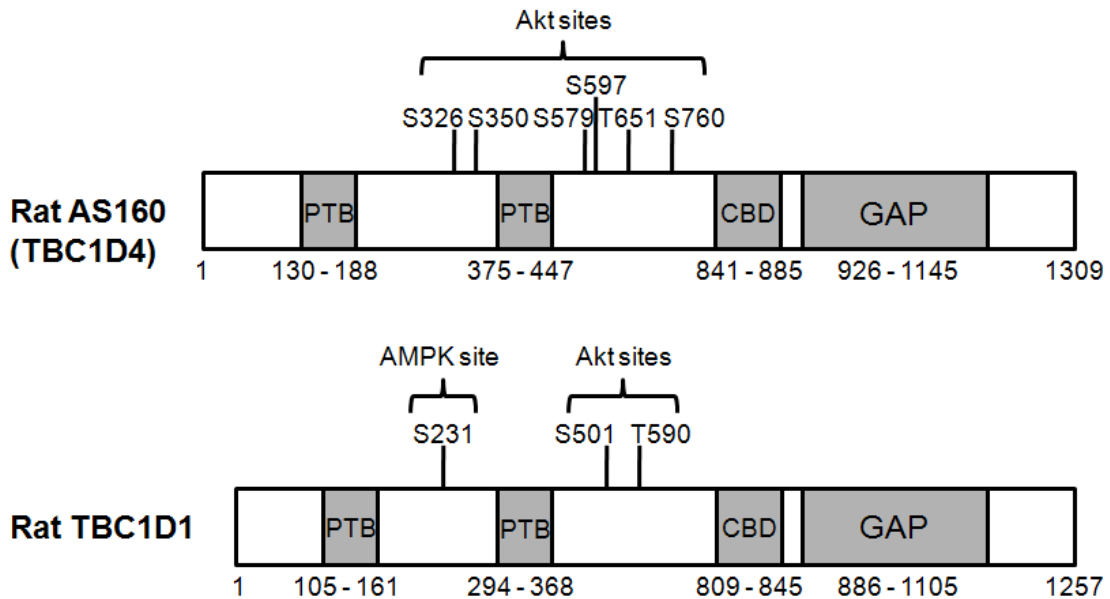 Akt sites
S597
S326 S350 S579 T651 S760
Rat AS160
(TBC1D4)
PTB PTB CBD GAP
1 130 - 188 375 - 447 841 - 885 926 - 1145 1309
AMPK site Akt sites
S231 S501 T590
Rat TBC1D1
PTB PTB CBD GAP
1 105 - 161 294 - 368 809 - 845 886 - 1105 1257